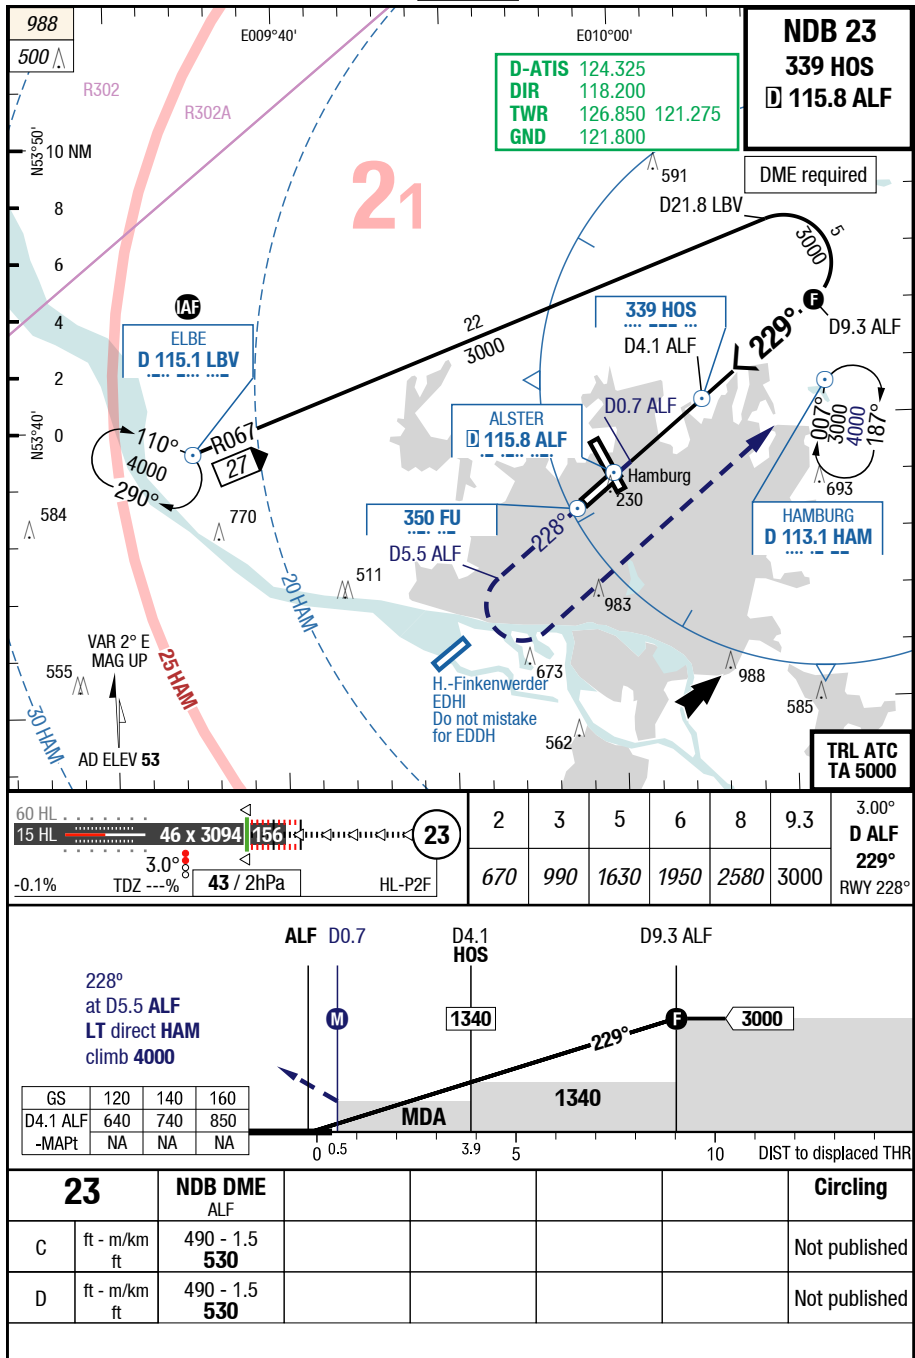 988
500
E009°40'
E010°00'
NDB 23
339 HOS
D 115.8 ALF
D-ATIS 124.325
DIR 118.200
TWR 126.850 121.275
GND 121.800
R302
R302A
N53°50'
10 NM
8
6
4
2
0
N53°40'
21
591
DME required
D21.8 LBV
5
3000
F
D9.3 ALF
229°
IAF
ELBE
D 115.1 LBV
22
3000
339 HOS
D4.1 ALF
D0.7 ALF
ALSTER
D 115.8 ALF
R067
27
110°
4000
290°
007°
3000
4000
187°
693
Hamburg
230
HAMBURG
D 113.1 HAM
584
770
350 FU
D5.5 ALF
228°
511
983
20 HAM
VAR 2° E
MAG UP
555
25 HAM
30 HAM
AD ELEV 53
673
H.-Finkenwerder
EDHI
Do not mistake
for EDDH
988
585
562
TRL ATC
TA 5000
60 HL
15 HL
46 x 3094
156
23
3.0°
-0.1%
TDZ ---%
43 / 2hPa
HL-P2F
2 3 5 6 8 9.3
670 990 1630 1950 2580 3000
3.00°
D ALF
229°
RWY 228°
ALF D0.7 D4.1 D9.3 ALF
HOS
228º
at D5.5 ALF
LT direct HAM
climb 4000
M
1340
F
3000
229°
1340
MDA
GS 120 140 160
D4.1 ALF 640 740 850
-MAPt NA NA NA
0 0.5 3.9 5 10 DIST to displaced THR
23 NDB DME Circling
ALF
C ft - m/km 490 - 1.5 Not published
ft 530
D ft - m/km 490 - 1.5 Not published
ft 530